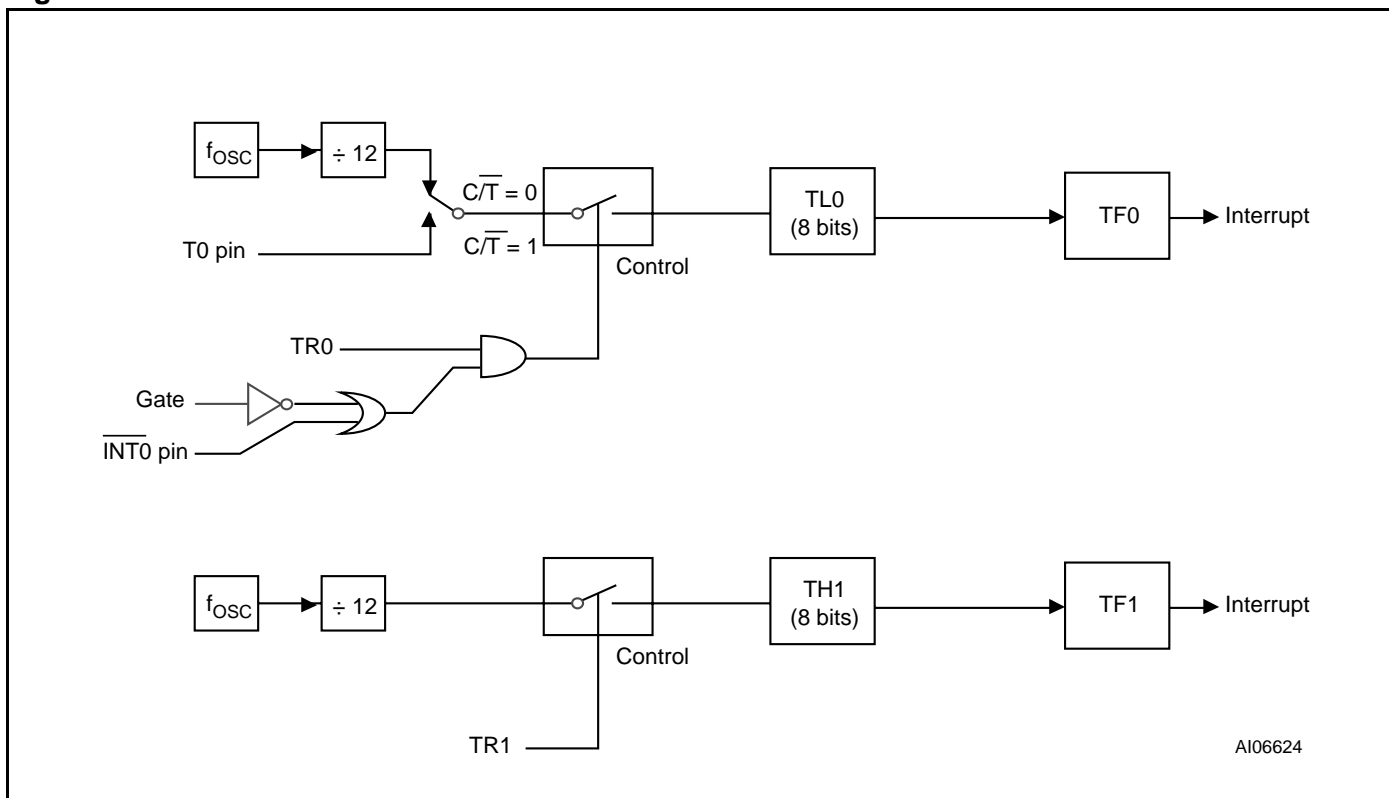 fOSC
÷ 12
C/T̅ = 0
TL0
(8 bits)
TF0
Interrupt
T0 pin
C/T̅ = 1
Control
TR0
Gate
I̅N̅T̅0̅ pin
fOSC
÷ 12
TH1
(8 bits)
TF1
Interrupt
Control
TR1
AI06624